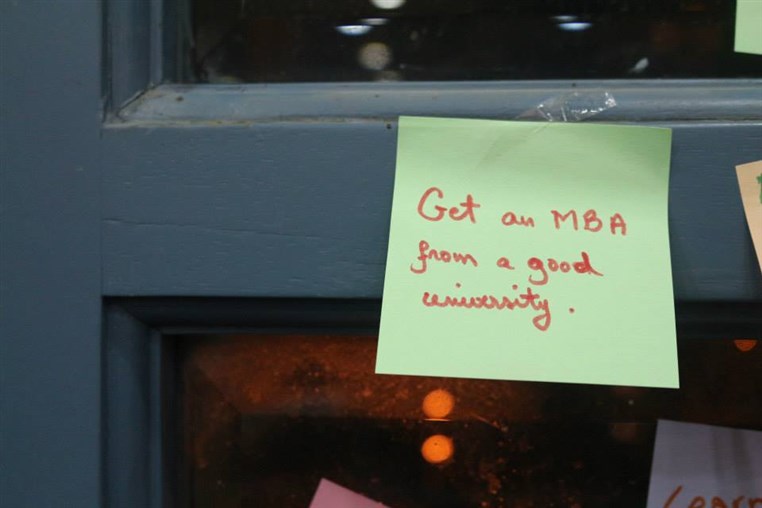 Get an MBA
from a good
university.